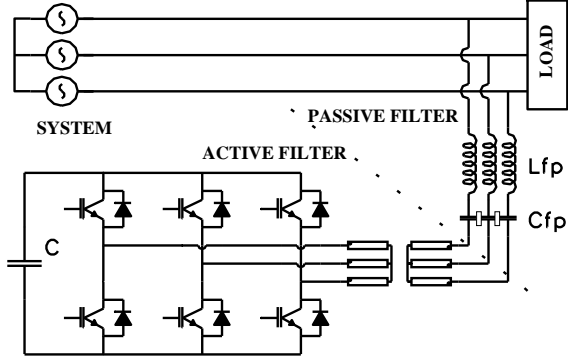 LOAD
SYSTEM
PASSIVE FILTER
ACTIVE FILTER
Lfp
Cfp
C